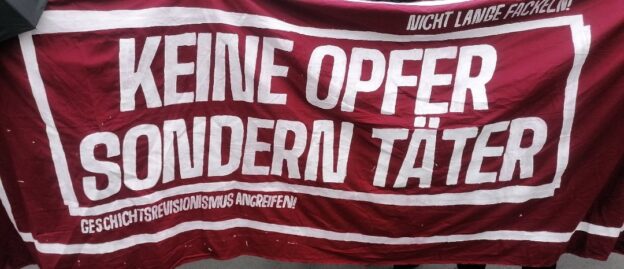 NICHT LANGE FACKELN!
KEINE OPFER
SONDERN TÄTER
GESCHICHTSREVISIONISMUS ANGREIFEN!